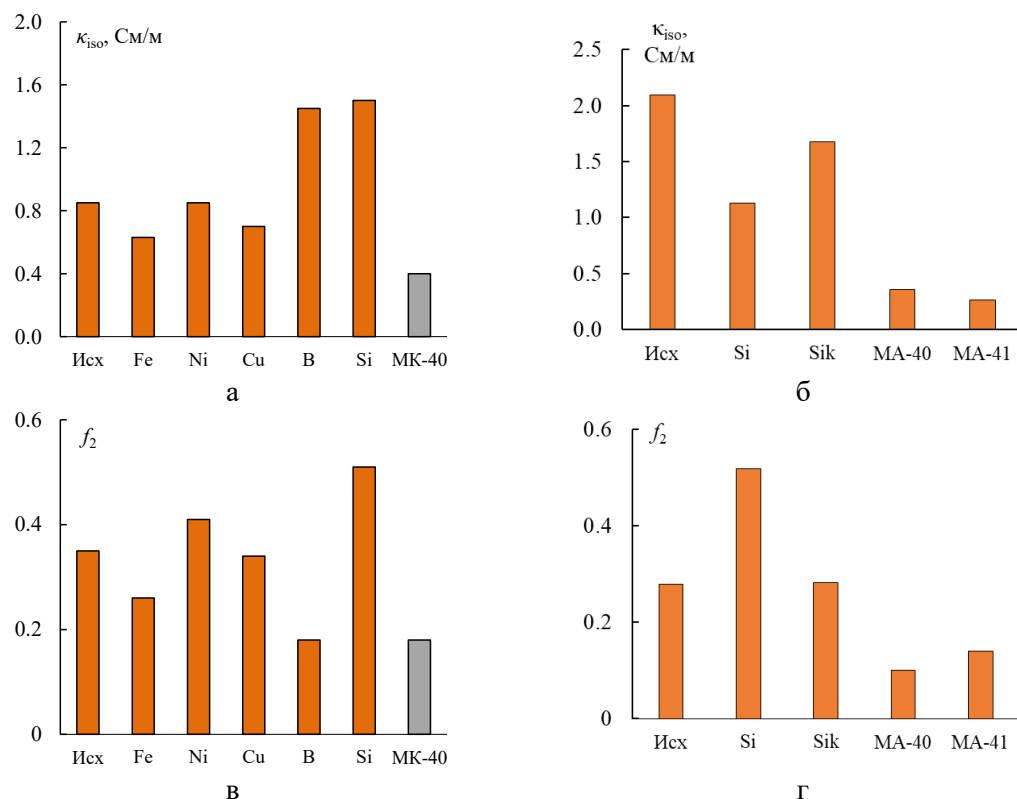 κiso, См/м
2.0
1.6
1.2
0.8
0.4
0.0
Исх Fe Ni Cu B Si МК-40
а
κiso,
См/м
2.5
2.0
1.5
1.0
0.5
0.0
Исх Si Sik МА-40 МА-41
б
f2
0.6
0.4
0.2
0
Исх Fe Ni Cu B Si МК-40
в
f2
0.6
0.4
0.2
0
Исх Si Sik МА-40 МА-41
г